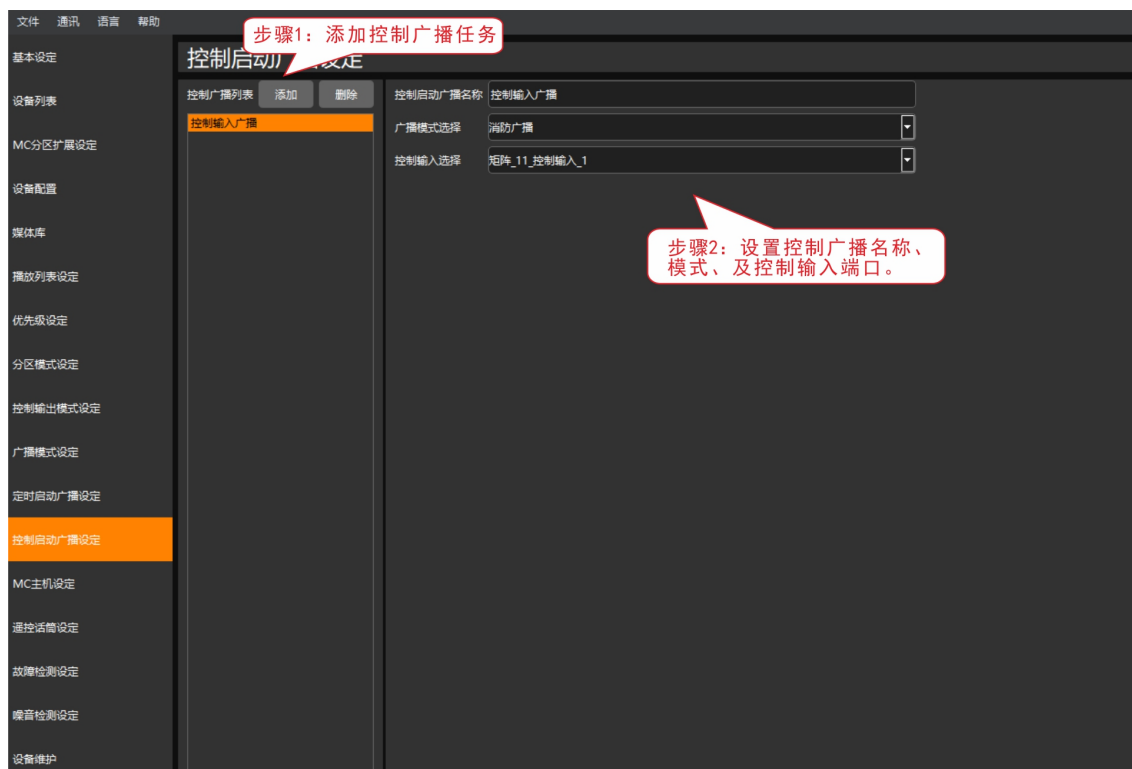 文件 通讯 语言 帮助
步骤1：添加控制广播任务
基本设定
设备列表
MC分区扩展设定
设备配置
媒体库
播放列表设定
优先级设定
分区模式设定
控制输出模式设定
广播模式设定
定时启动广播设定
控制启动广播设定
MC主机设定
遥控话筒设定
故障检测设定
噪音检测设定
设备维护
控制启动广播设定
控制广播列表 添加 删除
控制输入广播
控制启动广播名称 控制输入广播
广播模式选择 消防广播
控制输入选择 矩阵_11_控制输入_1
步骤2：设置控制广播名称、
模式、及控制输入端口。